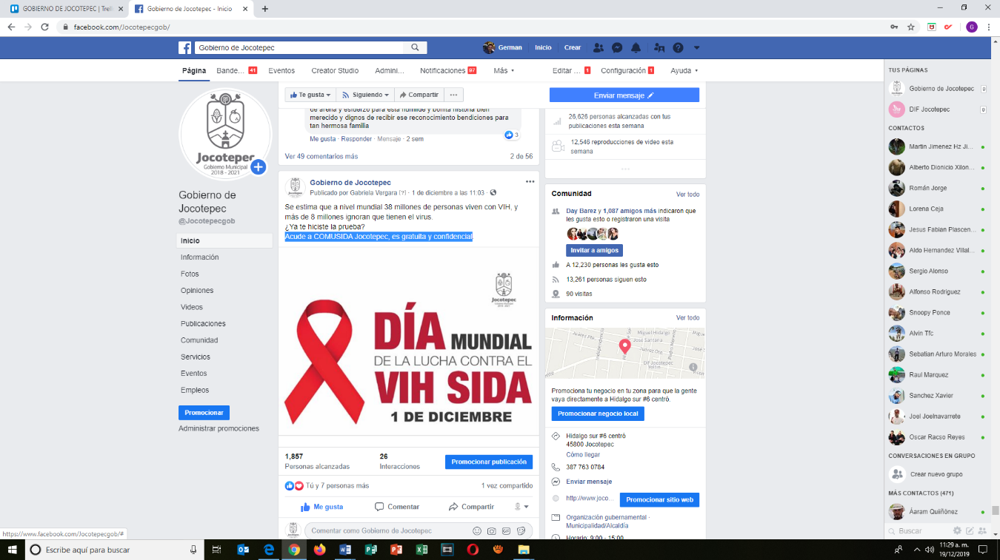 GOBIERNO DE JOCOTEPEC | Trell
Gobierno de Jocotepec - Inicio
facebook.com/Jocotepecgob/
G
Gobierno de Jocotepec
German
Inicio
Crear
Página
Bande... 41
Eventos
Creator Studio
Admini...
Notificaciones 97
Más
Editar ... 1
Configuración 1
Ayuda
Jocotepec
Gobierno Municipal
2018 - 2021
Gobierno de
Jocotepec
@Jocotepecgob
Inicio
Información
Fotos
Opiniones
Videos
Publicaciones
Comunidad
Servicios
Eventos
Empleos
Promocionar
Administrar promociones
Te gusta
Siguiendo
Compartir
Enviar mensaje
de arena y esfuerzo para esta humilde y bonita historia bien
merecido y dignos de recibir ese reconocimiento bendiciones para
tan hermosa familia
Me gusta · Responder · Mensaje · 2 sem
3
Ver 49 comentarios más
2 de 56
Gobierno de Jocotepec
Publicado por Gabriela Vergara [?] · 1 de diciembre a las 11:03 ·
Se estima que a nivel mundial 38 millones de personas viven con VIH, y
más de 8 millones ignoran que tienen el virus.
¿Ya te hiciste la prueba?
Acude a COMUSIDA Jocotepec, es gratuita y confidencial
Jocotepec
DÍA MUNDIAL
DE LA LUCHA CONTRA EL
VIH SIDA
1 DE DICIEMBRE
1,857
Personas alcanzadas
26
Interacciones
Promocionar publicación
Tú y 7 personas más
1 vez compartido
Me gusta
Comentar
Compartir
Comentar como Gobierno de Jocotepec
26,626 personas alcanzadas con tus
publicaciones esta semana
12,546 reproducciones de video esta
semana
Comunidad
Ver todo
Day Barez y 1,087 amigos más indicaron que
les gusta esto o registraron una visita
Invitar a amigos
A 12,230 personas les gusta esto
13,261 personas siguen esto
90 visitas
Información
Ver todo
Miguel Hidalgo
José Santana
Dif Jocotepec
Promociona tu negocio en tu zona para que la gente
vaya directamente a Hidalgo sur #6 centró.
Promocionar negocio local
Hidalgo sur #6 centró
45800 Jocotepec
Cómo llegar
387 763 0784
Enviar mensaje
http://www.joco...
Promocionar sitio web
Organización gubernamental ·
Municipalidad/Alcaldía
Horario: 9:00 - 15:00
TUS PÁGINAS
Gobierno de Jocotepec 9
DIF Jocotepec 9
CONTACTOS
Martin Jimenez Hz Ji...
Alberto Dionicio Xilon...
Román Jorge
Lorena Ceja
Jesus Fabian Plascen...
Aldo Hernandez Villal...
Sergio Alonso
Alfonso Rodriguez
Snoopy Ponce
Alvin Tfc
Sebatian Arturo Morales
Raul Marquez
Sanchez Xavier
Joel Joelnavarrete
Oscar Racso Reyes
CONVERSACIONES EN GRUPO
Crear nuevo grupo
MÁS CONTACTOS (471)
Áaram Quiiñönez
Buscar
https://www.facebook.com/Jocotepecgob/#
Escribe aquí para buscar
11:29 a. m.
19/12/2019